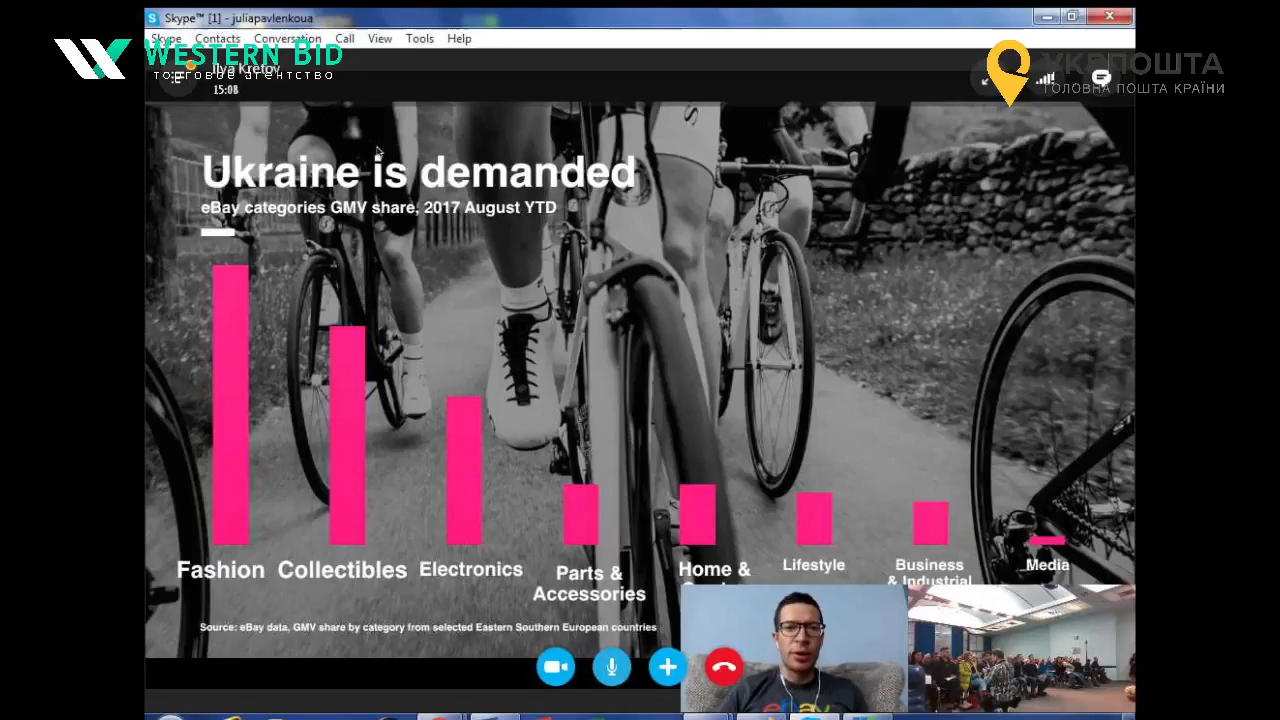 Skype™ [1] - juliapavlenkoua
Skype Contacts Conversation Call View Tools Help
WESTERN BID
ТОРГОВОЕ АГЕНТСТВО
Ilya Kretov
15:08
УКРПОШТА
ГОЛОВНА ПОШТА КРАЇНИ
Ukraine is demanded
eBay categories GMV share, 2017 August YTD
Fashion
Collectibles
Electronics
Parts &
Accessories
Home &
Lifestyle
Business
& Industrial
Media
Source: eBay data, GMV share by category from selected Eastern Southern European countries
ebay